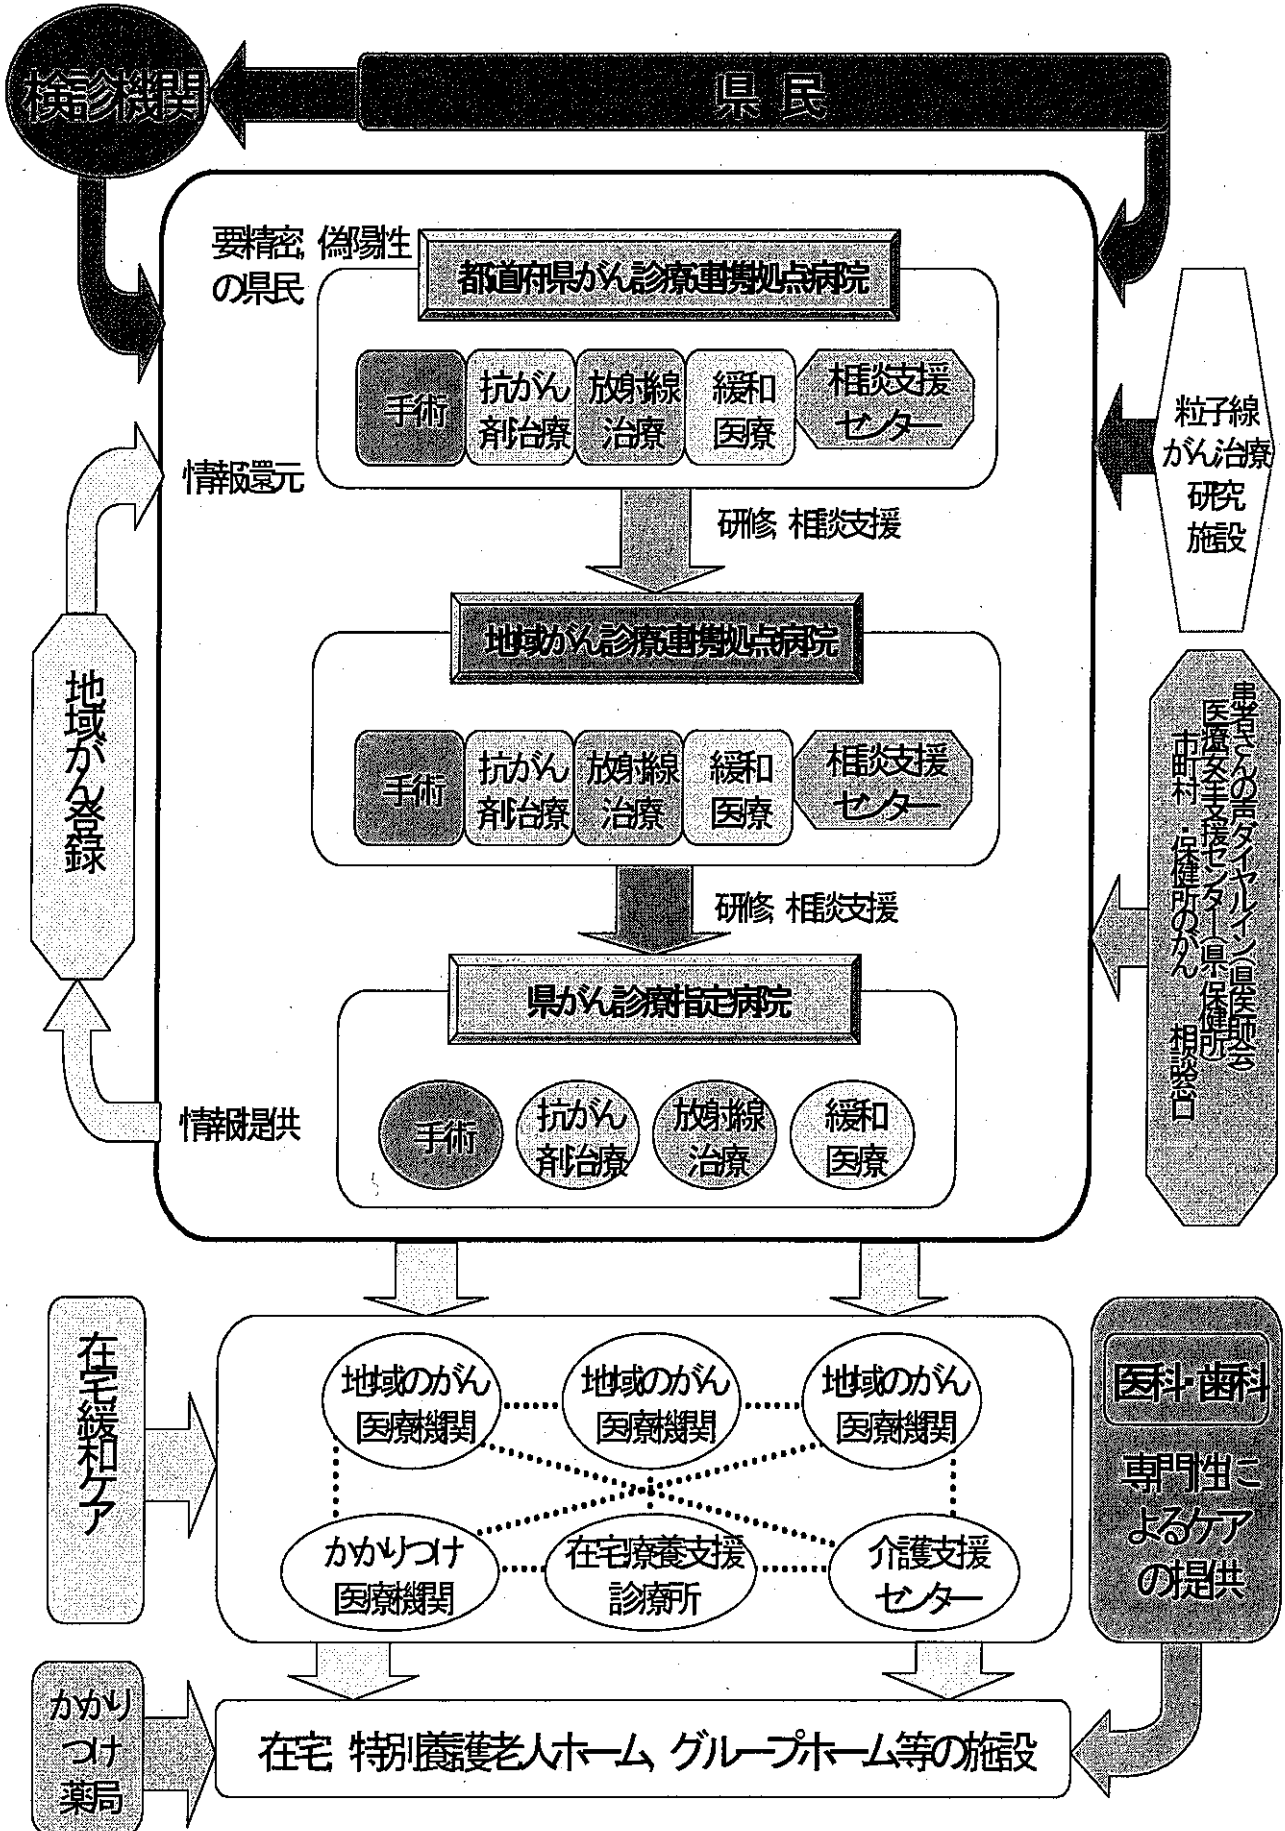 検診機関
県民
要精密, 偽陽性
の県民
都道府県がん診療連携拠点病院
手術
抗がん
剤治療
放射線
治療
緩和
医療
相談支援
センター
情報還元
研修, 相談支援
粒子線
がん治療
研究
施設
地域がん診療連携拠点病院
手術
抗がん
剤治療
放射線
治療
緩和
医療
相談支援
センター
地域がん登録
患者さんの声ダイヤルイン(県医師会)
医療安全支援センター(県・保健所)
市町村・保健所のがん 相談窓口
研修, 相談支援
県がん診療指定病院
手術
抗がん
剤治療
放射線
治療
緩和
医療
情報提供
在宅緩和ケア
地域のがん
医療機関
地域のがん
医療機関
地域のがん
医療機関
かかりつけ
医療機関
在宅療養支援
診療所
介護支援
センター
医科・歯科
専門性に
よるケア
の提供
かかり
つけ
薬局
在宅, 特別養護老人ホーム, グループホーム等の施設